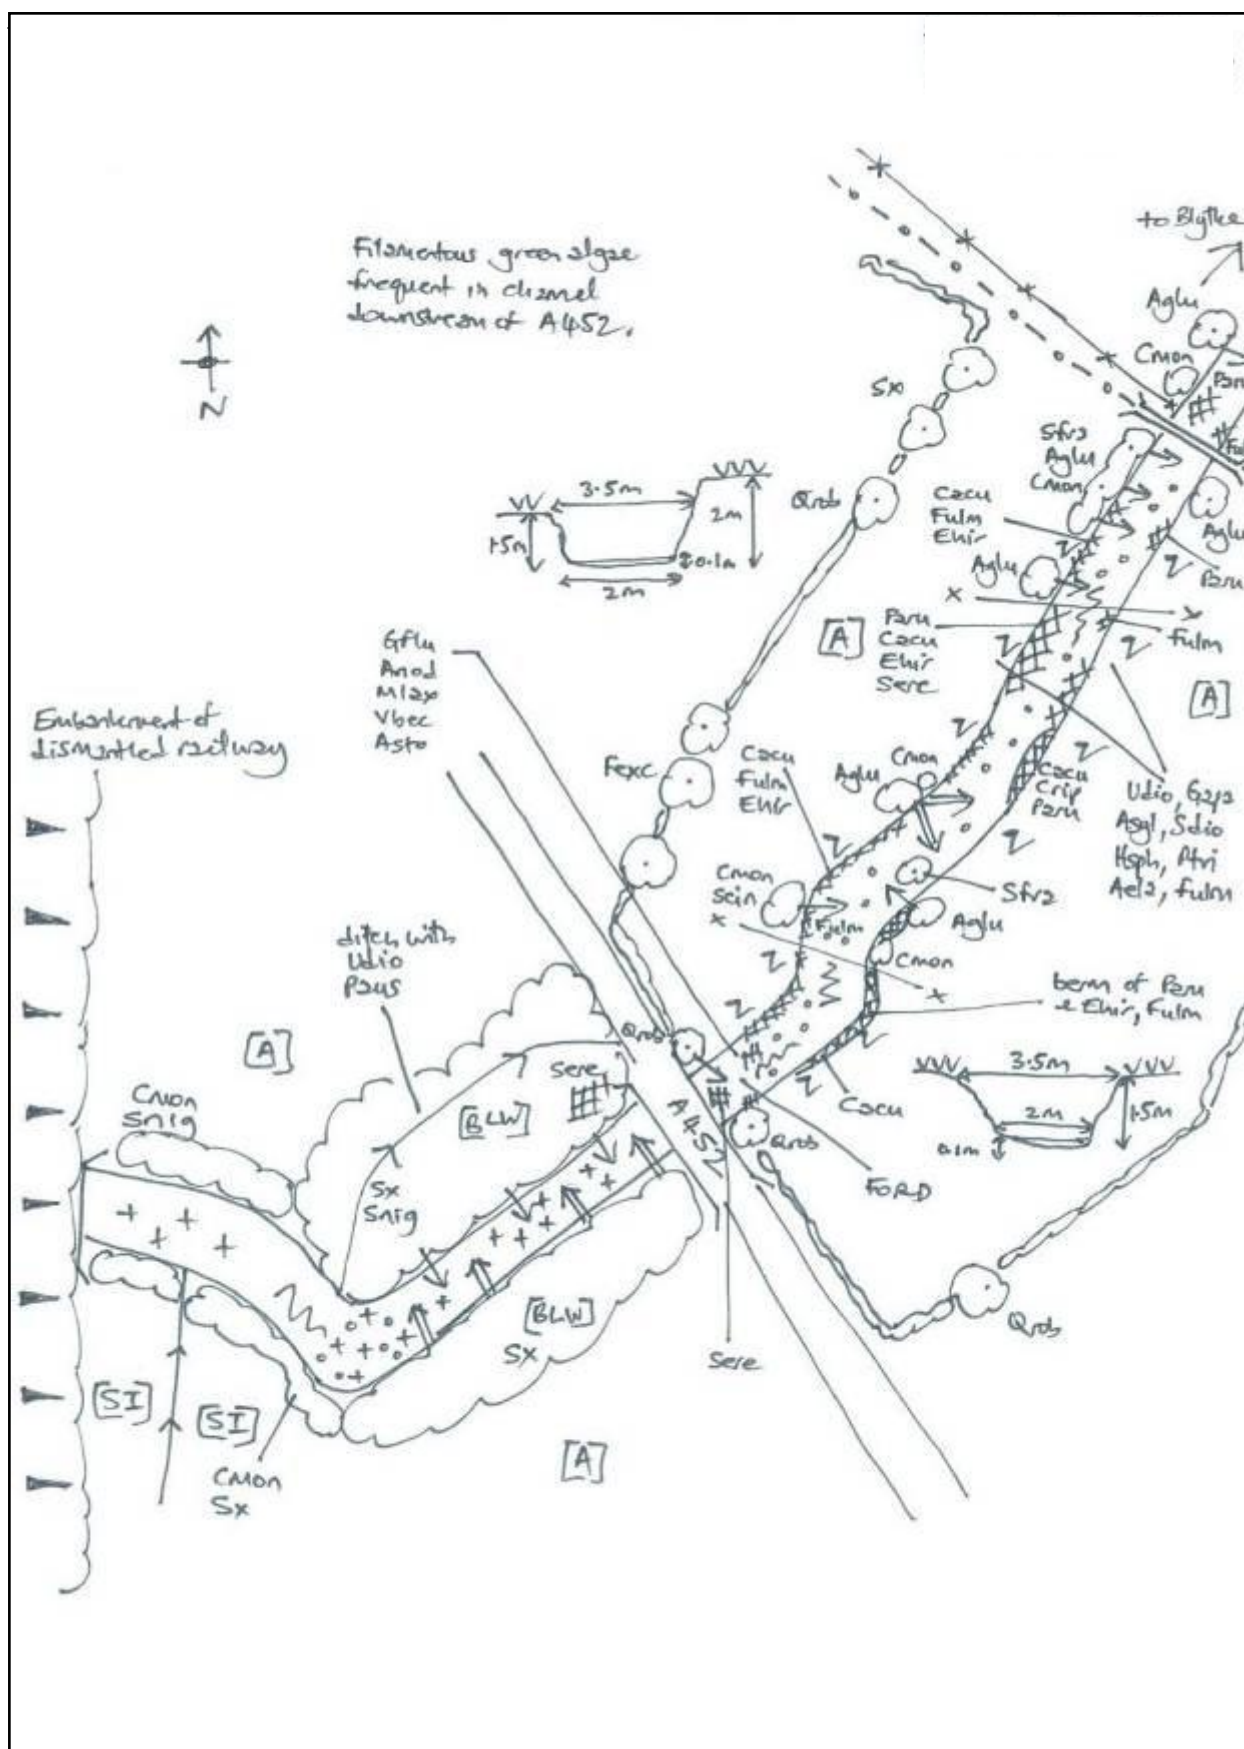 to Blythe
Filamentous green algae
frequent in channel
downstream of A452.
N
Aglu
Cmon
Sx
Sfra
Aglu
Cmon
3.5m
2m
1.5m
0.1m
2m
Qrob
Cacu
Fulm
Ehir
Aglu
Aglu
Paru
x
[A]
Paru
Cacu
Ehir
Sere
Fulm
[A]
Gflu
Anod
Mlax
Vbec
Asto
Embankment of
dismantled railway
Fexc
Cacu
Fulm
Ehir
Aglu
Cmon
Cacu
Crip
Paru
Udio, Gapa
Asyl, Sdio
Hsph, Ptri
Aela, Fulm
Cmon
Scin
x
Fulm
Sfra
Aglu
Cmon
x
ditch with
Udio
Paus
berm of Paru
& Ehir, Fulm
[A]
Qrob
Sere
[BLW]
A452
Cacu
Qrob
FORD
3.5m
2m
1.5m
0.1m
Cmon
Snig
Sx
Snig
[BLW]
Sx
Sere
Qrob
[SI]
[SI]
Cmon
Sx
[A]